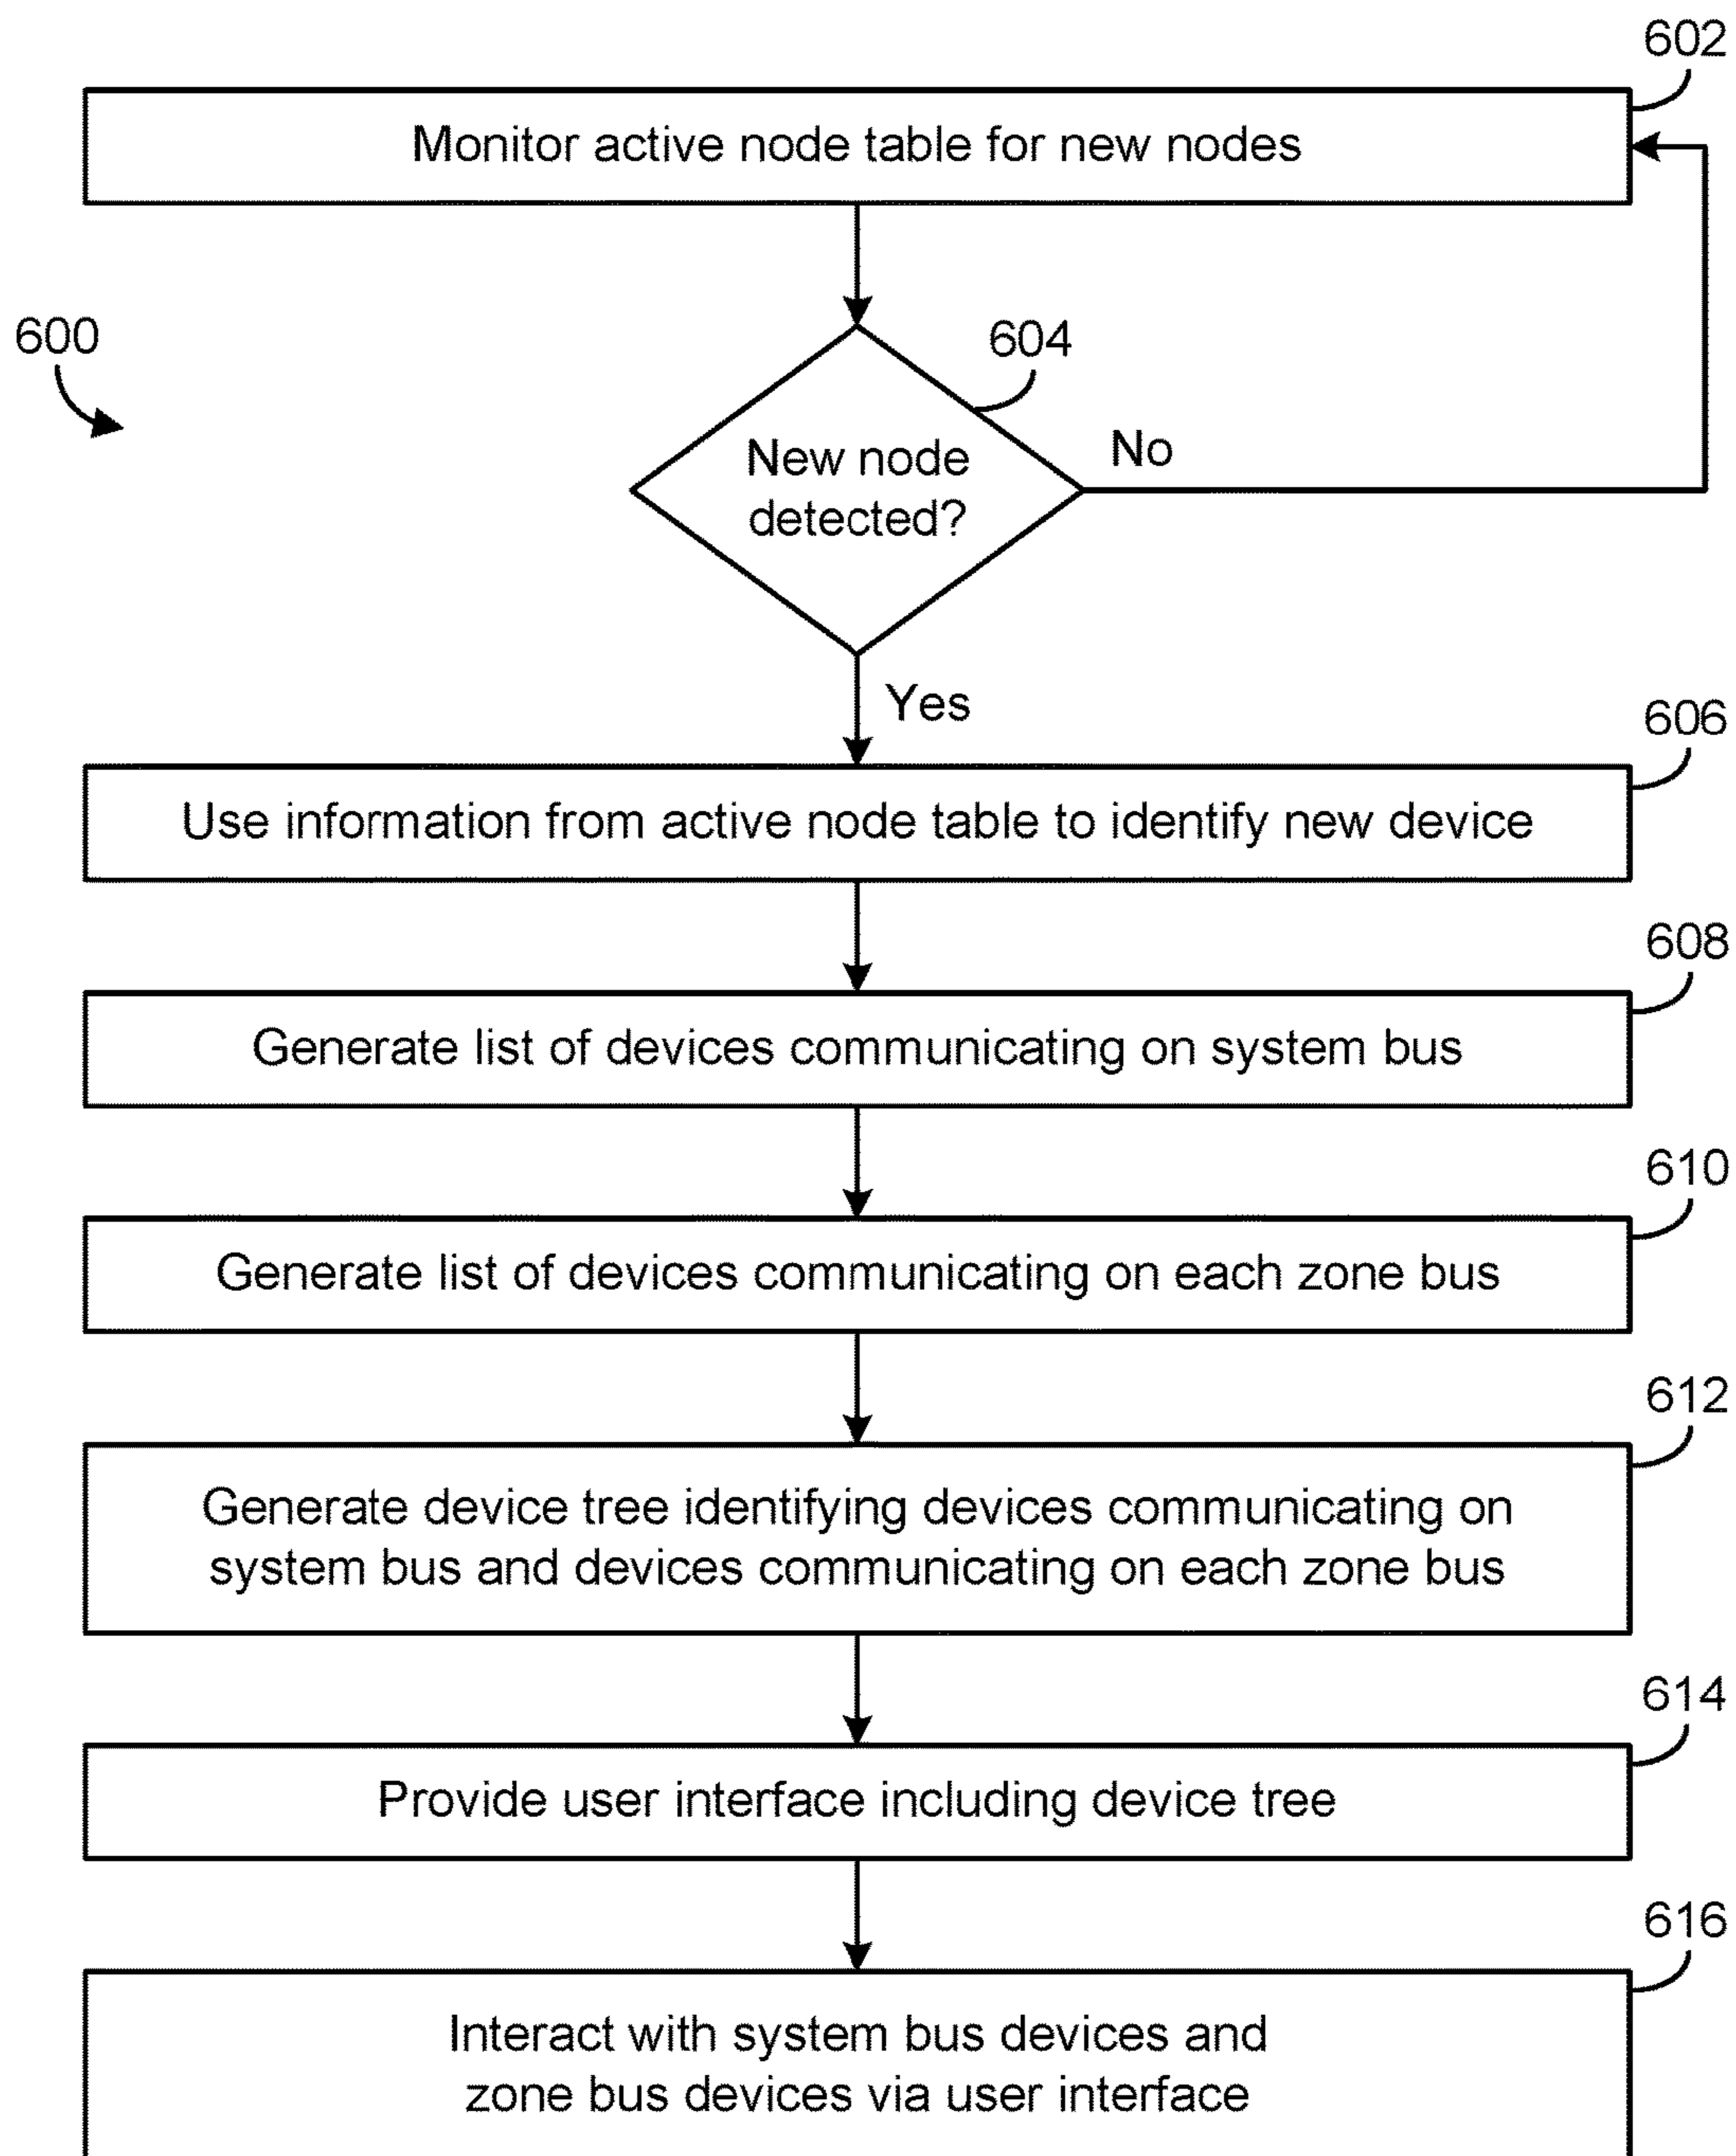 602
Monitor active node table for new nodes
600
604
New node
detected?
No
Yes
606
Use information from active node table to identify new device
608
Generate list of devices communicating on system bus
610
Generate list of devices communicating on each zone bus
612
Generate device tree identifying devices communicating on
system bus and devices communicating on each zone bus
614
Provide user interface including device tree
616
Interact with system bus devices and
zone bus devices via user interface